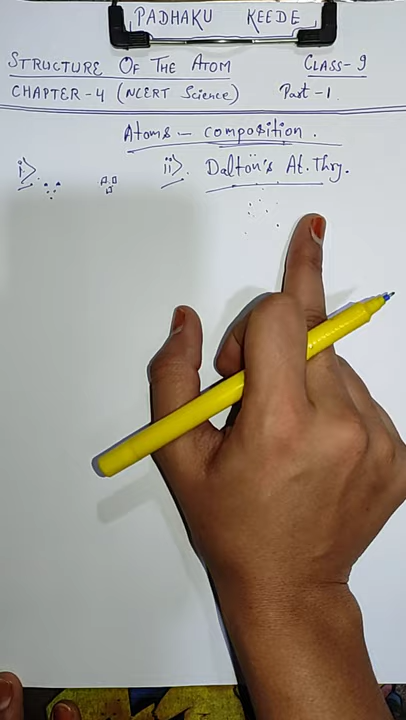 PADHAKU KEEDE
STRUCTURE OF THE ATOM CLASS-9
CHAPTER-4 (NCERT Science) Part-1
Atoms - composition.
i> ii> Dalton's At. Thry.